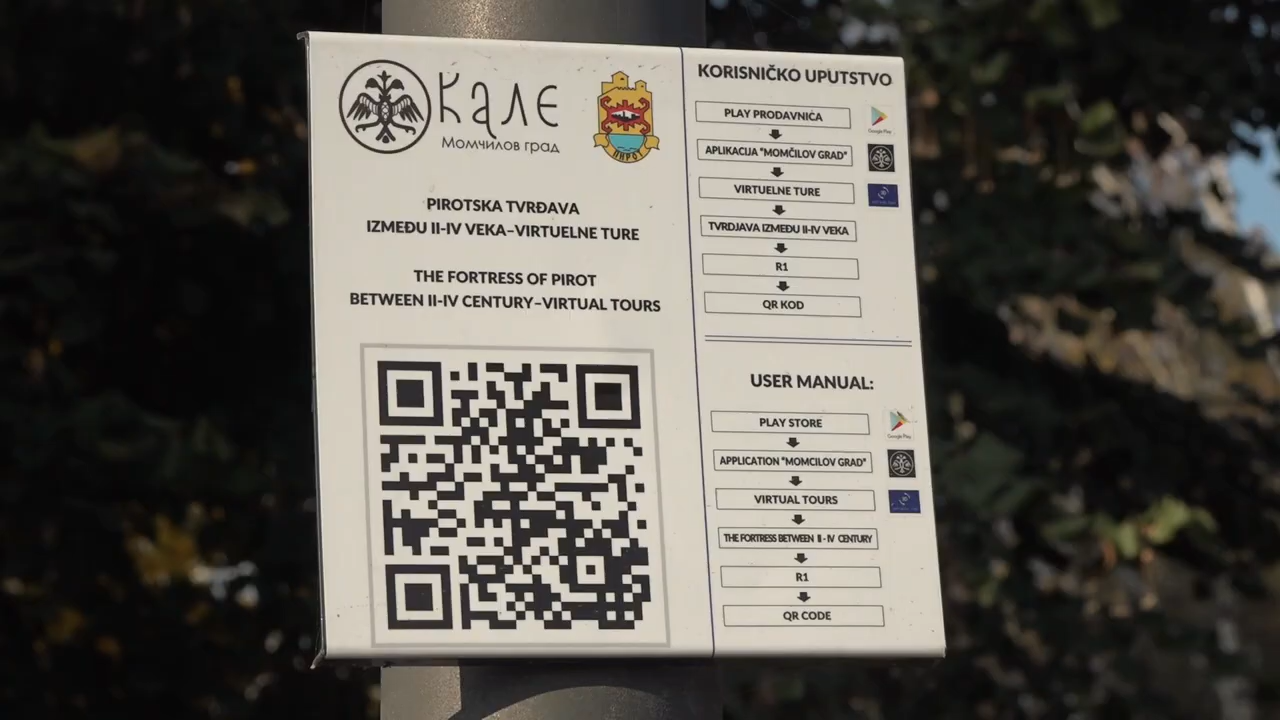 Кале
Момчилов град
ПИРОТ
PIROTSKA TVRĐAVA
IZMEĐU II-IV VEKA–VIRTUELNE TURE
THE FORTRESS OF PIROT
BETWEEN II-IV CENTURY–VIRTUAL TOURS
KORISNIČKO UPUTSTVO
PLAY PRODAVNICA
Google Play
APLIKACIJA "MOMČILOV GRAD"
VIRTUELNE TURE
TVRDJAVA IZMEĐU II-IV VEKA
R1
QR KOD
USER MANUAL:
PLAY STORE
Google Play
APPLICATION "MOMCILOV GRAD"
VIRTUAL TOURS
THE FORTRESS BETWEEN II - IV CENTURY
R1
QR CODE